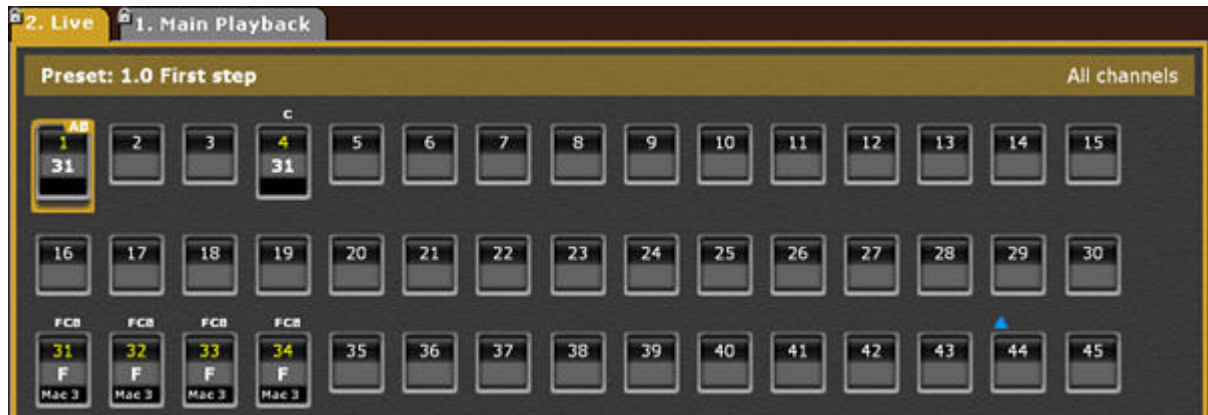 2. Live 1. Main Playback
Preset: 1.0 First step All channels
AB C
1 2 3 4 5 6 7 8 9 10 11 12 13 14 15
31 31
16 17 18 19 20 21 22 23 24 25 26 27 28 29 30
FCB FCB FCB FCB
31 32 33 34 35 36 37 38 39 40 41 42 43 44 45
F F F F
Mac 3 Mac 3 Mac 3 Mac 3